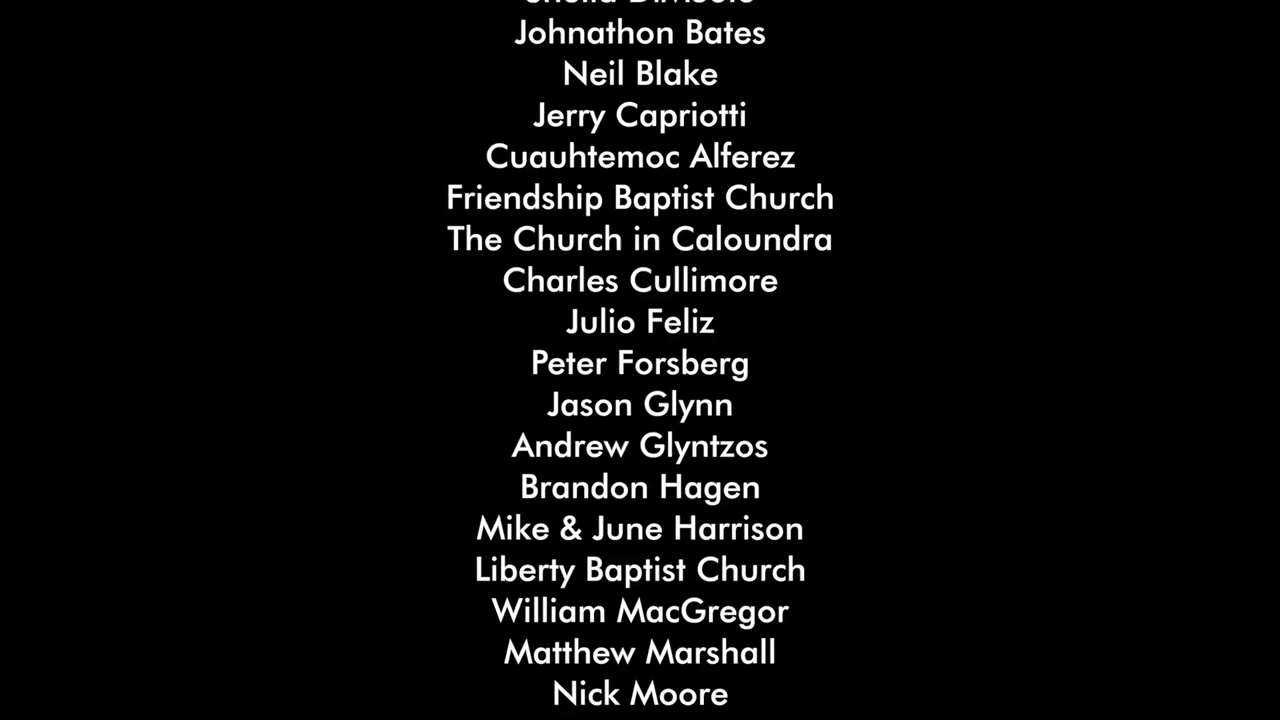 Johnathon Bates
Neil Blake
Jerry Capriotti
Cuauhtemoc Alferez
Friendship Baptist Church
The Church in Caloundra
Charles Cullimore
Julio Feliz
Peter Forsberg
Jason Glynn
Andrew Glyntzos
Brandon Hagen
Mike & June Harrison
Liberty Baptist Church
William MacGregor
Matthew Marshall
Nick Moore